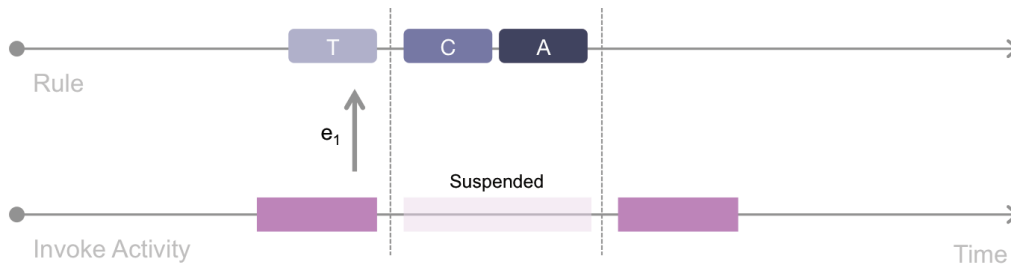 T C A
Rule
e1
Suspended
Invoke Activity Time